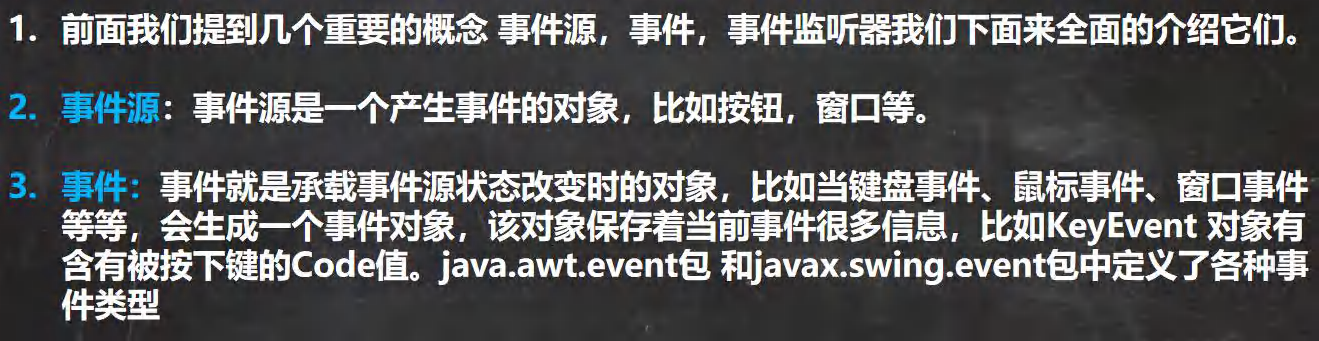 1. 前面我们提到几个重要的概念 事件源，事件，事件监听器我们下面来全面的介绍它们。
2. 事件源：事件源是一个产生事件的对象，比如按钮，窗口等。
3. 事件：事件就是承载事件源状态改变时的对象，比如当键盘事件、鼠标事件、窗口事件
等等，会生成一个事件对象，该对象保存着当前事件很多信息，比如KeyEvent 对象有
含有被按下键的Code值。java.awt.event包 和javax.swing.event包中定义了各种事
件类型